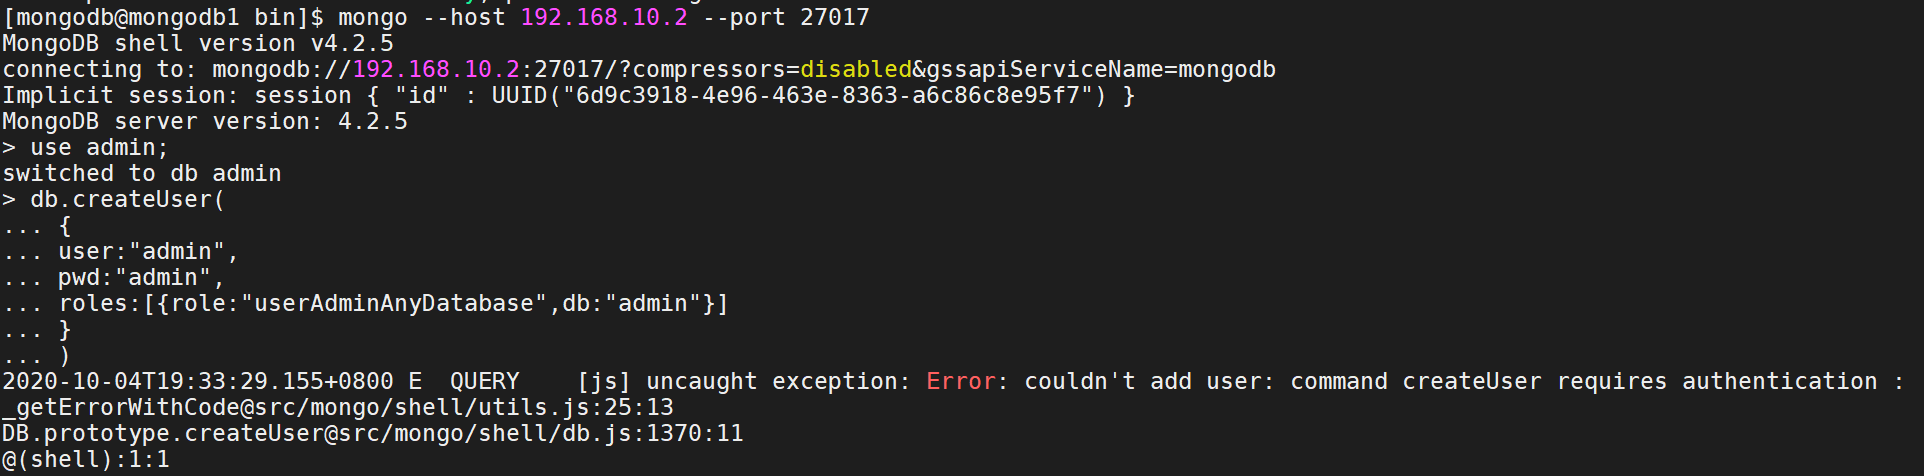 [mongodb@mongodb1 bin]$ mongo --host 192.168.10.2 --port 27017
MongoDB shell version v4.2.5
connecting to: mongodb://192.168.10.2:27017/?compressors=disabled&gssapiServiceName=mongodb
Implicit session: session { "id" : UUID("6d9c3918-4e96-463e-8363-a6c86c8e95f7") }
MongoDB server version: 4.2.5
> use admin;
switched to db admin
> db.createUser(
... {
... user:"admin",
... pwd:"admin",
... roles:[{role:"userAdminAnyDatabase",db:"admin"}]
... }
... )
2020-10-04T19:33:29.155+0800 E  QUERY    [js] uncaught exception: Error: couldn't add user: command createUser requires authentication :
_getErrorWithCode@src/mongo/shell/utils.js:25:13
DB.prototype.createUser@src/mongo/shell/db.js:1370:11
@(shell):1:1